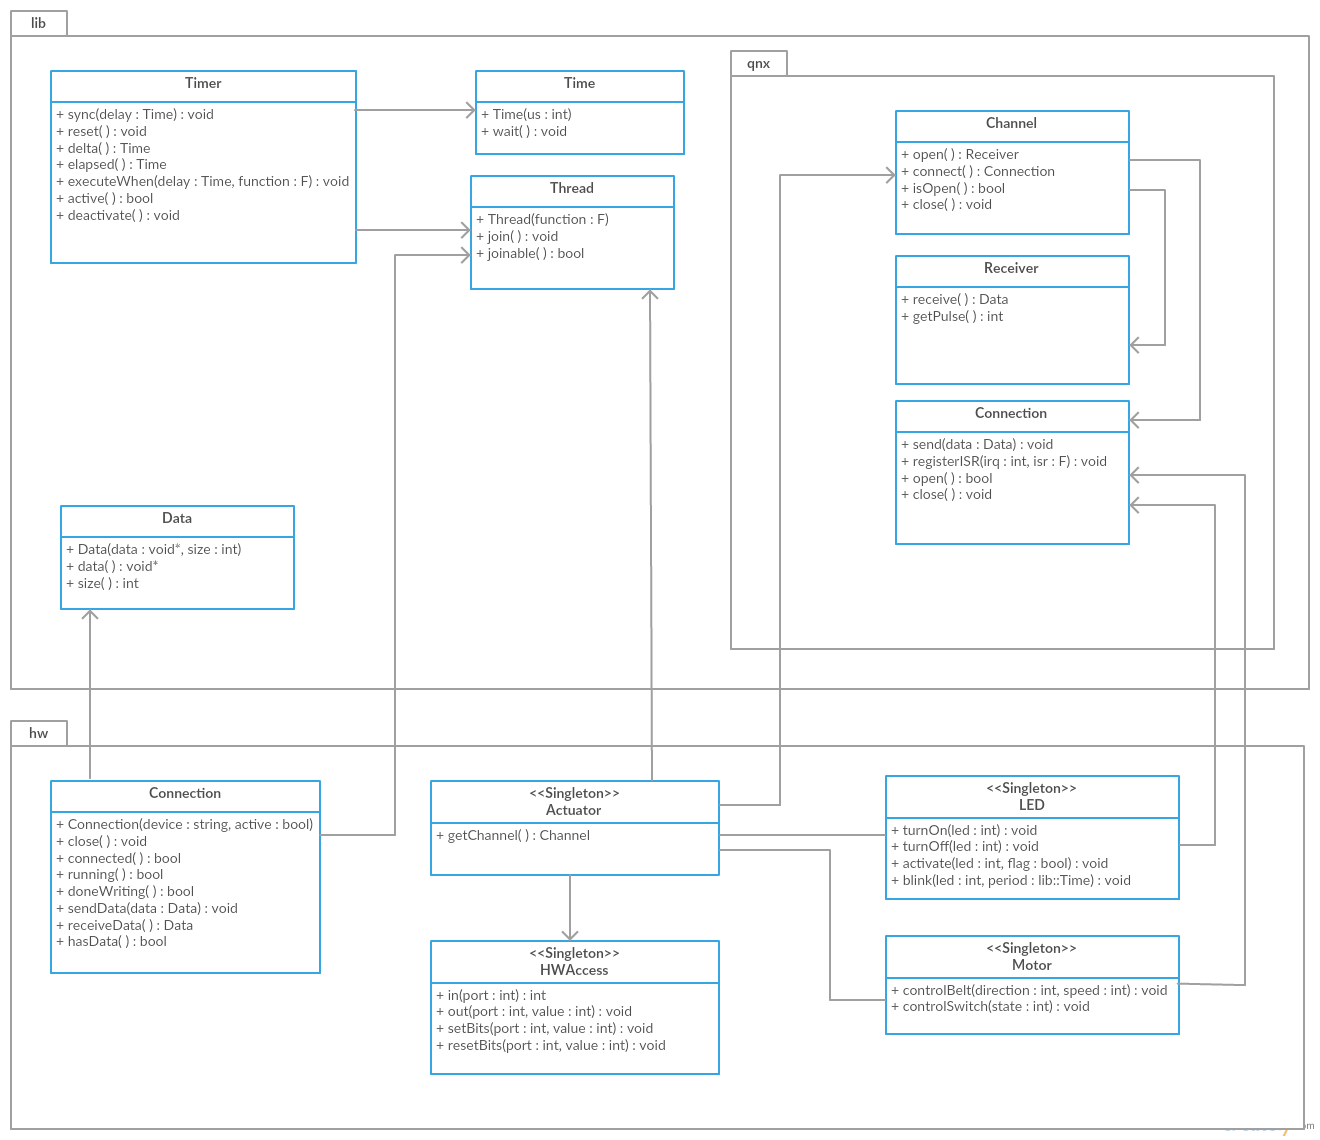 lib
Timer
+ sync(delay : Time) : void
+ reset( ) : void
+ delta( ) : Time
+ elapsed( ) : Time
+ executeWhen(delay : Time, function : F) : void
+ active( ) : bool
+ deactivate( ) : void
Time
+ Time(us : int)
+ wait( ) : void
Thread
+ Thread(function : F)
+ join( ) : void
+ joinable( ) : bool
qnx
Channel
+ open( ) : Receiver
+ connect( ) : Connection
+ isOpen( ) : bool
+ close( ) : void
Receiver
+ receive( ) : Data
+ getPulse( ) : int
Connection
+ send(data : Data) : void
+ registerISR(irq : int, isr : F) : void
+ open( ) : bool
+ close( ) : void
Data
+ Data(data : void*, size : int)
+ data( ) : void*
+ size( ) : int
hw
Connection
+ Connection(device : string, active : bool)
+ close( ) : void
+ connected( ) : bool
+ running( ) : bool
+ doneWriting( ) : bool
+ sendData(data : Data) : void
+ receiveData( ) : Data
+ hasData( ) : bool
<<Singleton>>
Actuator
+ getChannel( ) : Channel
<<Singleton>>
HWAccess
+ in(port : int) : int
+ out(port : int, value : int) : void
+ setBits(port : int, value : int) : void
+ resetBits(port : int, value : int) : void
<<Singleton>>
LED
+ turnOn(led : int) : void
+ turnOff(led : int) : void
+ activate(led : int, flag : bool) : void
+ blink(led : int, period : lib::Time) : void
<<Singleton>>
Motor
+ controlBelt(direction : int, speed : int) : void
+ controlSwitch(state : int) : void